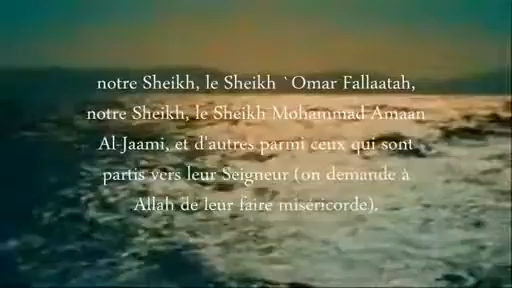 notre Sheikh, le Sheikh `Omar Fallaatah,
notre Sheikh, le Sheikh Mohammad Amaan
Al-Jaami, et d'autres parmi ceux qui sont
partis vers leur Seigneur (on demande à
Allah de leur faire miséricorde).